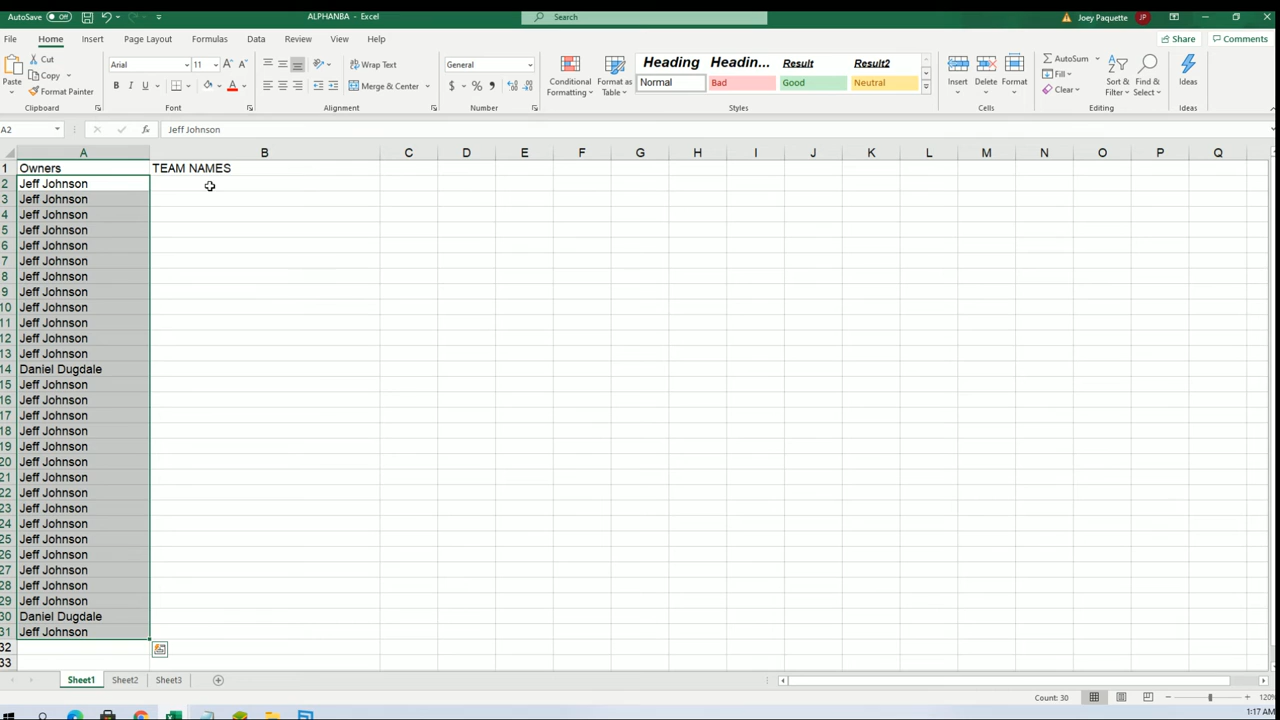 AutoSave Off ALPHANBA - Excel Search Joey Paquette JP
File Home Insert Page Layout Formulas Data Review View Help Share Comments
Paste Cut Copy Format Painter Clipboard
Arial 11 A A B I U A Font
Wrap Text Merge & Center Alignment
General $ % Number
Conditional Formatting Format as Table
Heading Headin... Result Result2
Normal Bad Good Neutral
Styles
Insert Delete Format Cells
AutoSum Fill Clear Sort & Filter Find & Select Editing
Ideas Ideas
A2 fx Jeff Johnson
A B C D E F G H I J K L M N O P Q
1 Owners TEAM NAMES
2 Jeff Johnson
3 Jeff Johnson
4 Jeff Johnson
5 Jeff Johnson
6 Jeff Johnson
7 Jeff Johnson
8 Jeff Johnson
9 Jeff Johnson
10 Jeff Johnson
11 Jeff Johnson
12 Jeff Johnson
13 Jeff Johnson
14 Daniel Dugdale
15 Jeff Johnson
16 Jeff Johnson
17 Jeff Johnson
18 Jeff Johnson
19 Jeff Johnson
20 Jeff Johnson
21 Jeff Johnson
22 Jeff Johnson
23 Jeff Johnson
24 Jeff Johnson
25 Jeff Johnson
26 Jeff Johnson
27 Jeff Johnson
28 Jeff Johnson
29 Jeff Johnson
30 Daniel Dugdale
31 Jeff Johnson
32
33
Sheet1 Sheet2 Sheet3
Count: 30 120%
1:17 AM